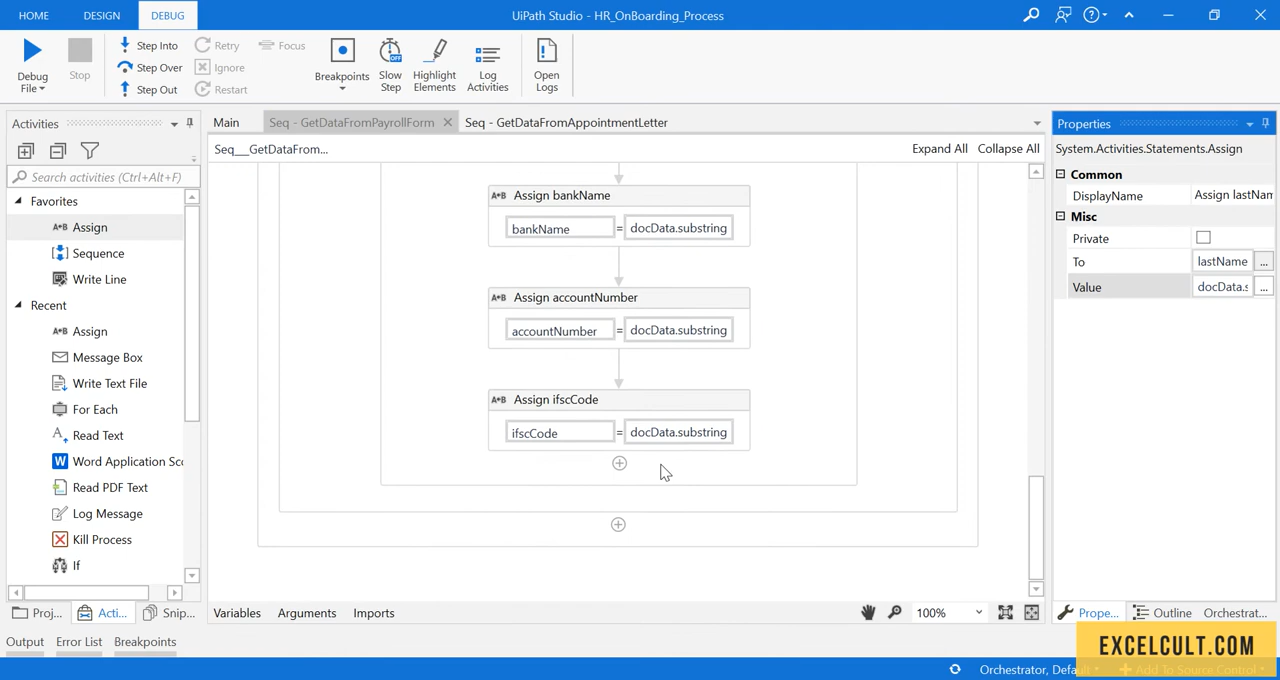 HOME DESIGN DEBUG UiPath Studio - HR_OnBoarding_Process
Debug File
Stop
Step Into
Step Over
Step Out
Retry
Ignore
Restart
Focus
Breakpoints
Slow Step
Highlight Elements
Log Activities
Open Logs
Activities
Search activities (Ctrl+Alt+F)
Favorites
Assign
Sequence
Write Line
Recent
Assign
Message Box
Write Text File
For Each
Read Text
Word Application Sco
Read PDF Text
Log Message
Kill Process
If
Proj... Acti... Snip...
Main Seq - GetDataFromPayrollForm Seq - GetDataFromAppointmentLetter
Seq___GetDataFrom... Expand All Collapse All
A*B Assign bankName
bankName = docData.substring
A*B Assign accountNumber
accountNumber = docData.substring
A*B Assign ifscCode
ifscCode = docData.substring
Variables Arguments Imports 100%
Properties
System.Activities.Statements.Assign
Common
DisplayName Assign lastNam
Misc
Private
To lastName ...
Value docData.s ...
Prope... Outline Orchestrat...
Output Error List Breakpoints
EXCELCULT.COM
Orchestrator, Default Add To Source Control